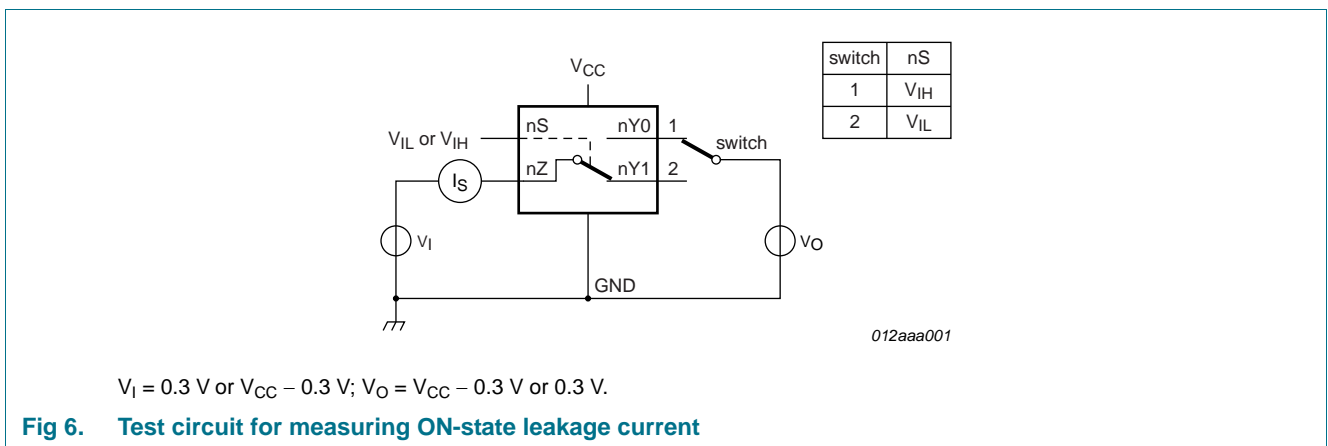 switch nS
1 VIH
2 VIL
VCC
VIL or VIH
nS
nY0
1
switch
nZ
nY1
2
IS
VI
VO
GND
012aaa001
VI = 0.3 V or VCC − 0.3 V; VO = VCC − 0.3 V or 0.3 V.
Fig 6. Test circuit for measuring ON-state leakage current